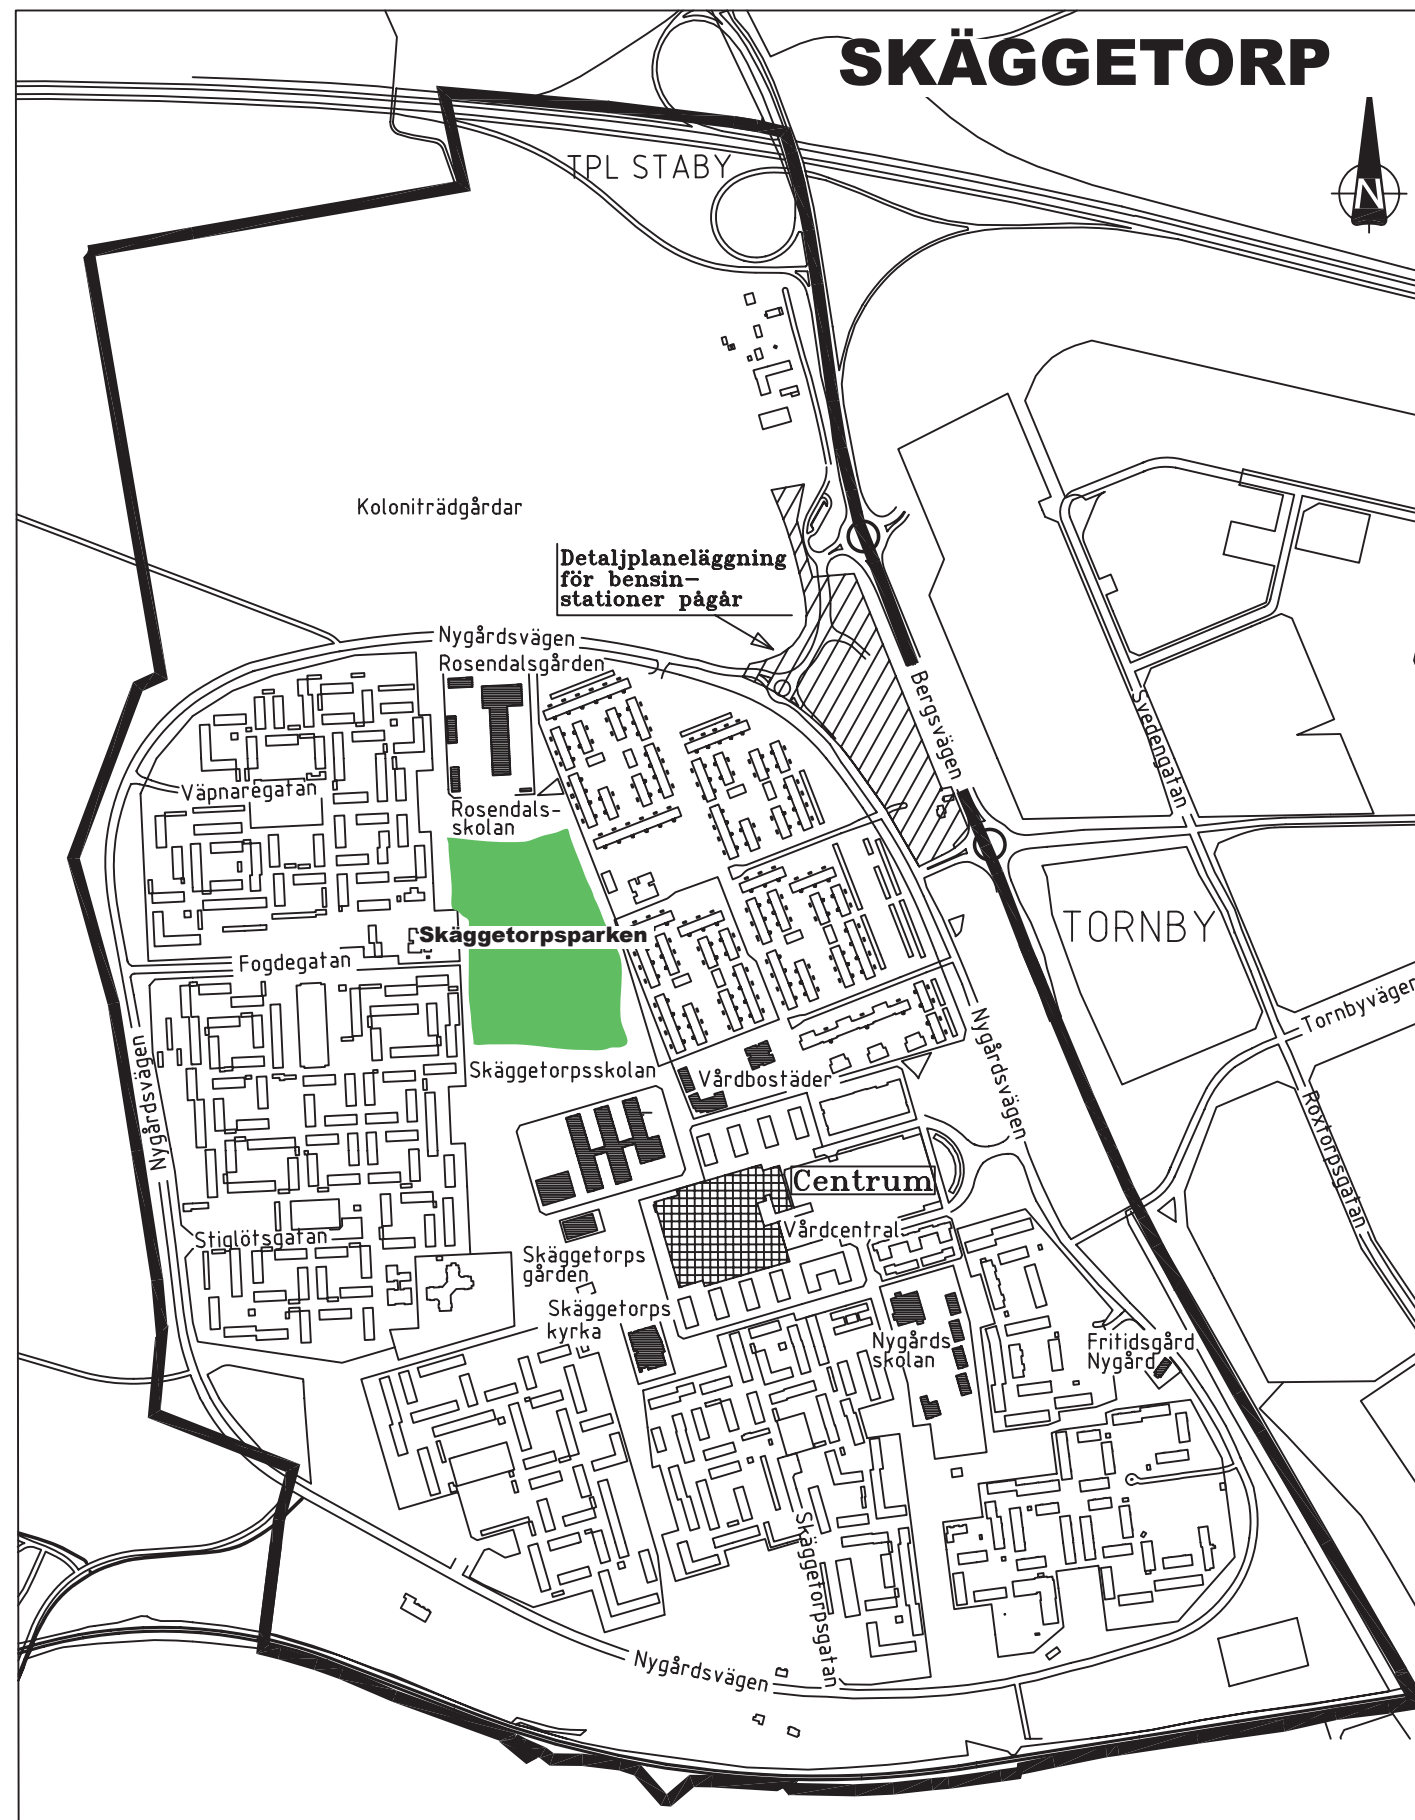 SKÄGGETORP
N
TPL STABY
Koloniträdgårdar
Detaljplaneläggning
för bensin-
stationer pågår
Nygårdsvägen
Rosendalsgården
Bergsvägen
Svedengatan
Väpnaregatan
Rosendals-
skolan
Skäggetorpsparken
TORNBY
Fogdegatan
Tornbyvägen
Nygårdsvägen
Nygårdsvägen
Skäggetorpsskolan
Vårdbostäder
Roxtorpsgatan
Centrum
Vårdcentral
Stiglötsgatan
Skäggetorps
gården
Skäggetorps
kyrka
Nygårds
skolan
Fritidsgård
Nygård
Skäggetorpsgatan
Nygårdsvägen